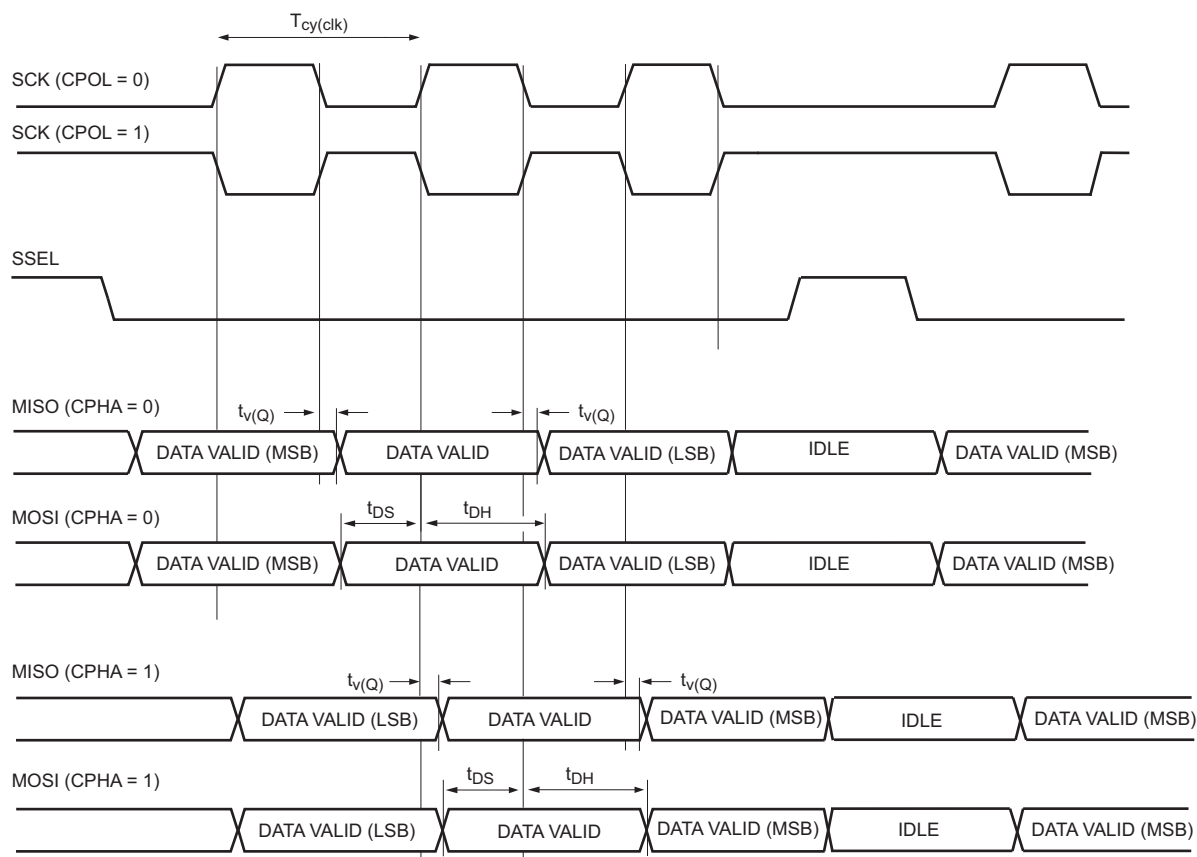 Tcy(clk)
SCK (CPOL = 0)
SCK (CPOL = 1)
SSEL
MISO (CPHA = 0)
tv(Q) tv(Q)
DATA VALID (MSB) DATA VALID DATA VALID (LSB) IDLE DATA VALID (MSB)
MOSI (CPHA = 0)
tDS tDH
DATA VALID (MSB) DATA VALID DATA VALID (LSB) IDLE DATA VALID (MSB)
MISO (CPHA = 1)
tv(Q) tv(Q)
DATA VALID (LSB) DATA VALID DATA VALID (MSB) IDLE DATA VALID (MSB)
MOSI (CPHA = 1)
tDS tDH
DATA VALID (LSB) DATA VALID DATA VALID (MSB) IDLE DATA VALID (MSB)